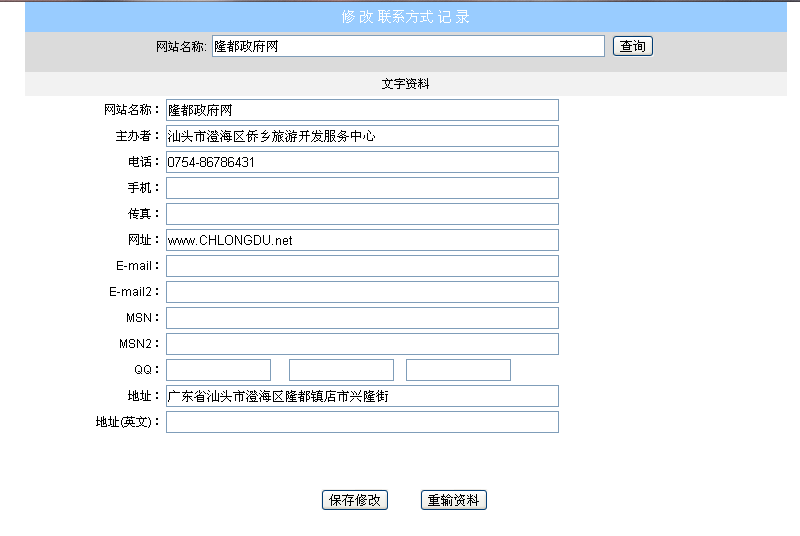 修 改 联系方式 记 录
网站名称: 隆都政府网 查询
文字资料
网站名称： 隆都政府网
主办者： 汕头市澄海区侨乡旅游开发服务中心
电话： 0754-86786431
手机：
传真：
网址： www.CHLONGDU.net
E-mail：
E-mail2：
MSN：
MSN2：
QQ：
地址： 广东省汕头市澄海区隆都镇店市兴隆街
地址(英文)：
保存修改 重输资料